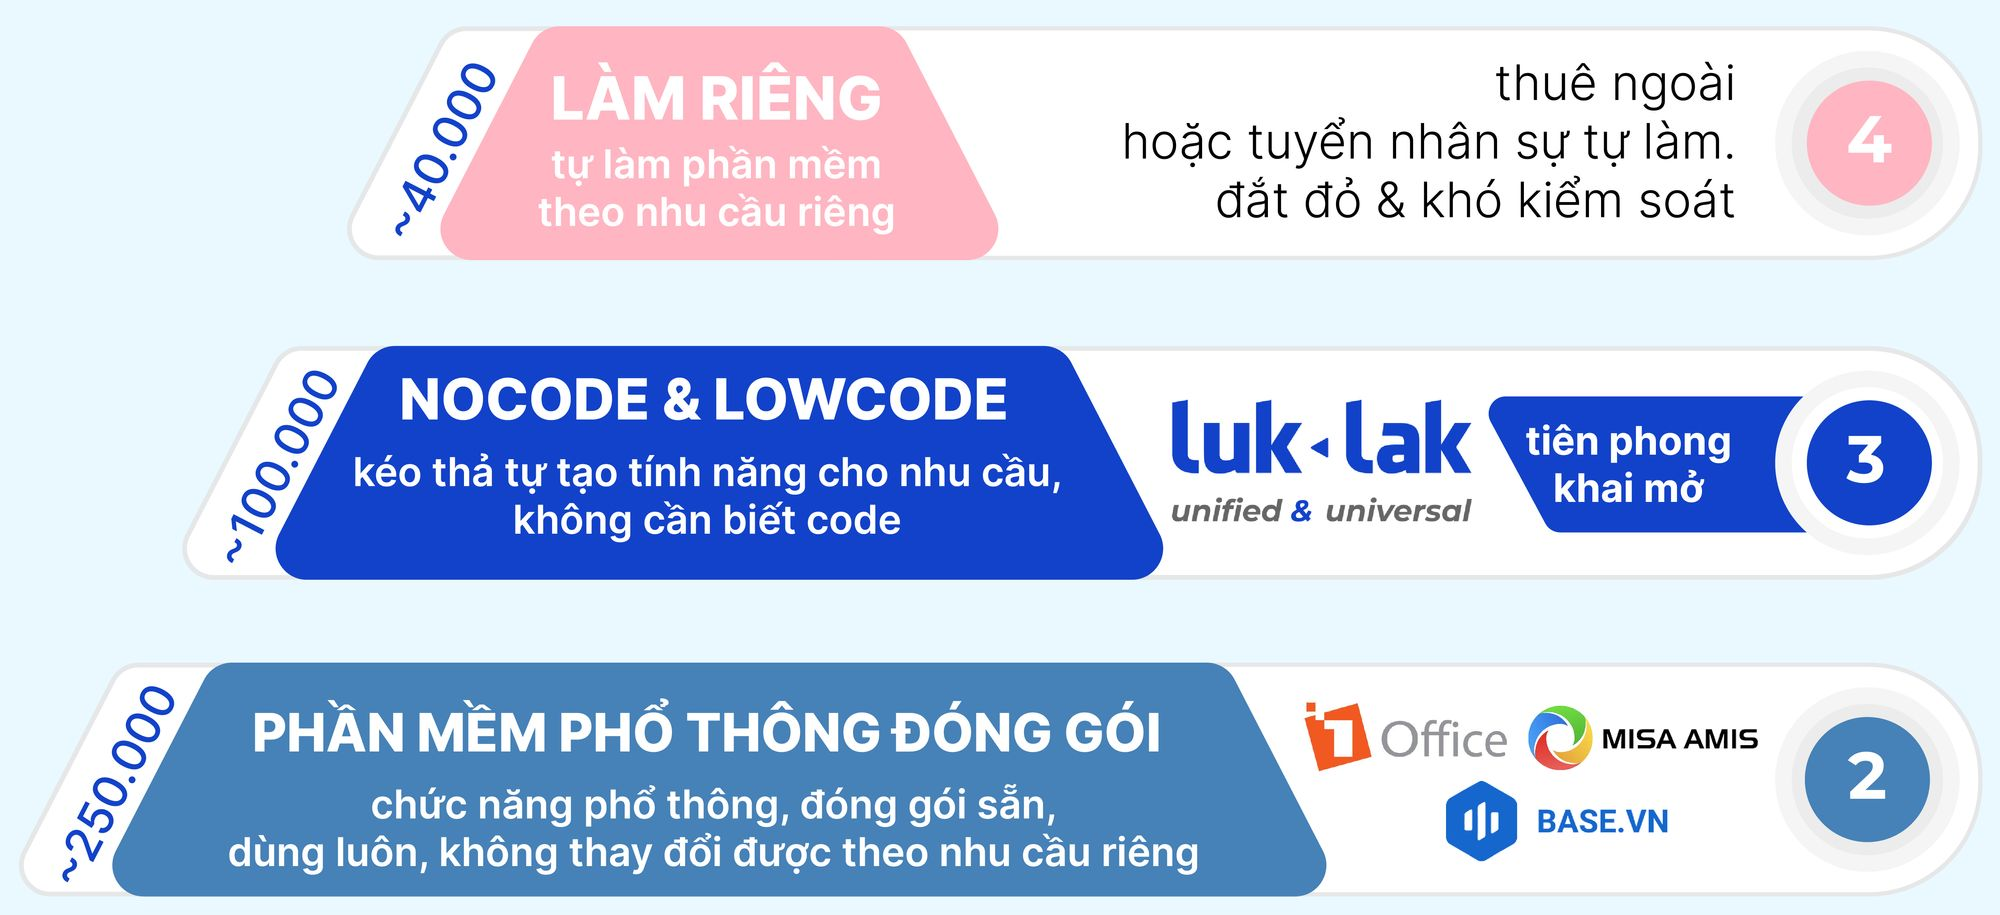 ~40.000
LÀM RIÊNG
tự làm phần mềm
theo nhu cầu riêng
thuê ngoài
hoặc tuyển nhân sự tự làm.
đắt đỏ & khó kiểm soát
4
~100.000
NOCODE & LOWCODE
kéo thả tự tạo tính năng cho nhu cầu,
không cần biết code
luk lak
unified & universal
tiên phong
khai mở
3
~250.000
PHẦN MỀM PHỔ THÔNG ĐÓNG GÓI
chức năng phổ thông, đóng gói sẵn,
dùng luôn, không thay đổi được theo nhu cầu riêng
1Office
MISA AMIS
BASE.VN
2